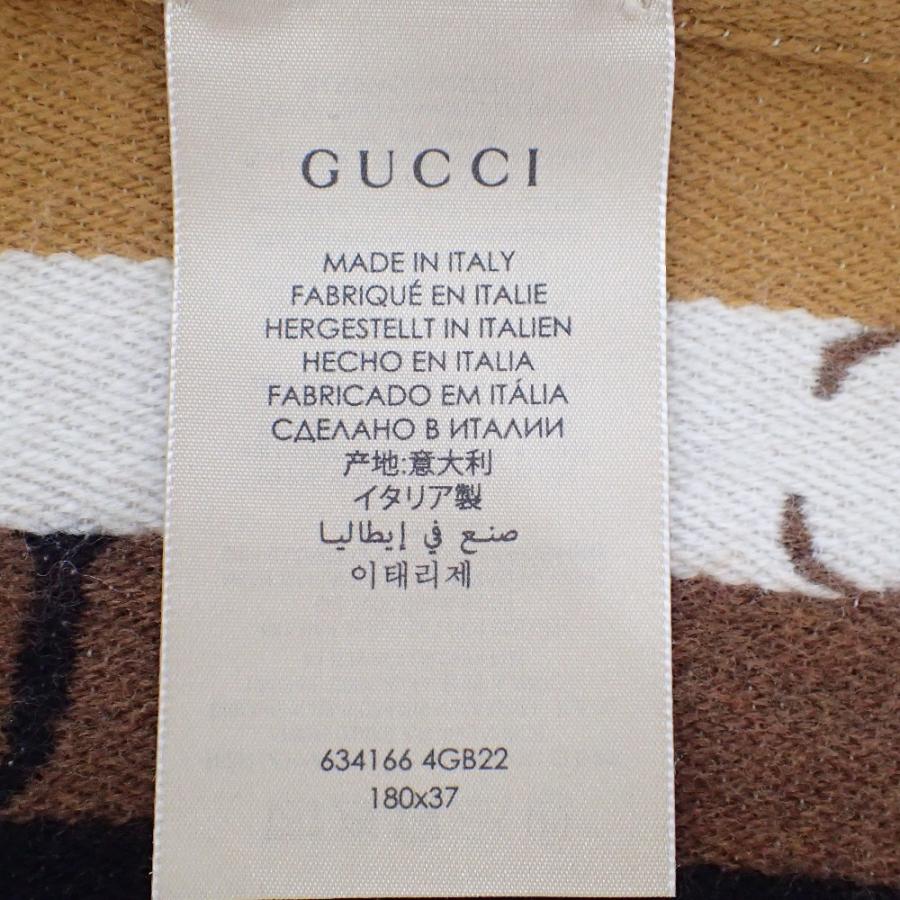 GUCCI
MADE IN ITALY
FABRIQUÉ EN ITALIE
HERGESTELLT IN ITALIEN
HECHO EN ITALIA
FABRICADO EM ITÁLIA
СДЕЛАНО В ИТАЛИИ
产地:意大利
イタリア製
صنع في إيطاليا
이태리제
634166 4GB22
180x37